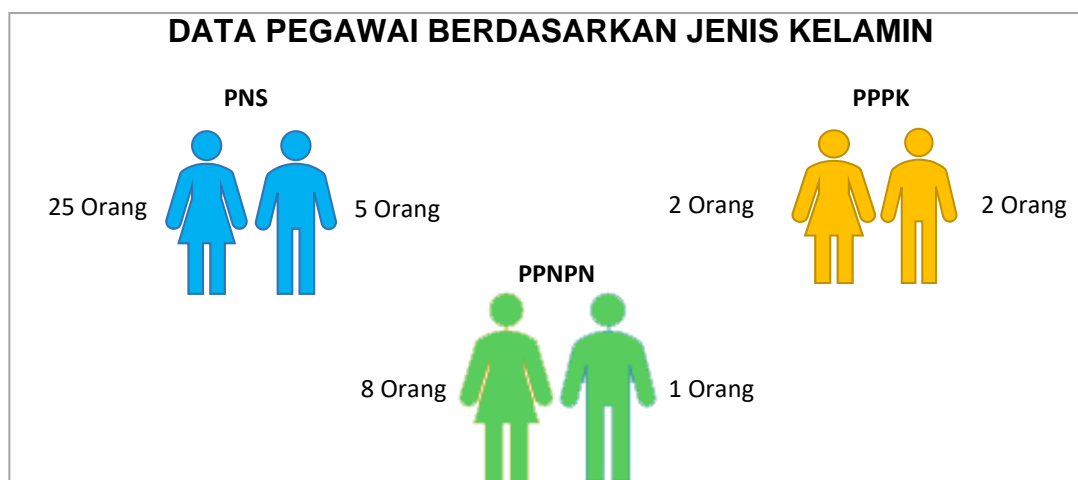 DATA PEGAWAI BERDASARKAN JENIS KELAMIN
PNS
25 Orang
5 Orang
PPPK
2 Orang
2 Orang
PPNPN
8 Orang
1 Orang